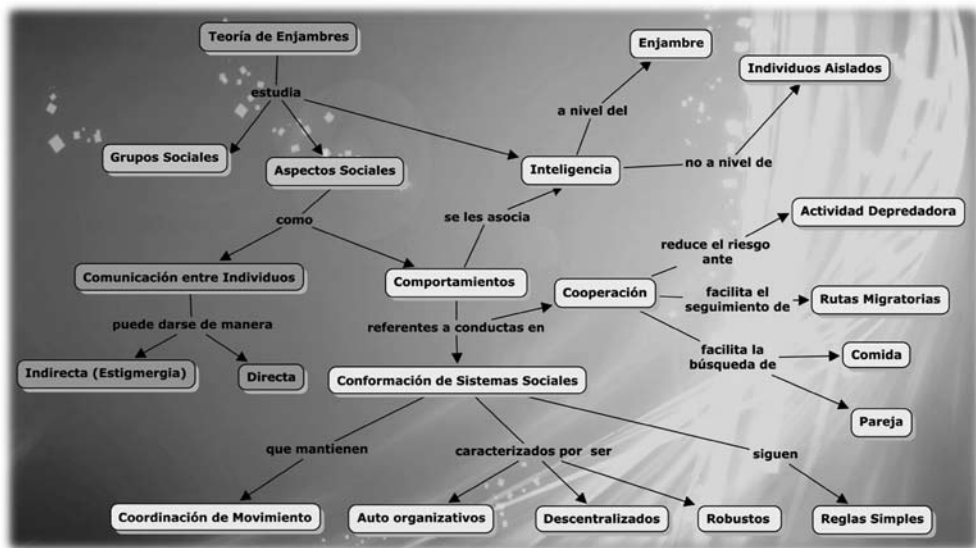 Teoría de Enjambres
Enjambre
Individuos Aislados
estudia
a nivel del
Grupos Sociales
Aspectos Sociales
Inteligencia
no a nivel de
como
se les asocia
Actividad Depredadora
reduce el riesgo
ante
Comunicación entre Individuos
Comportamientos
Cooperación
facilita el
seguimiento de
Rutas Migratorias
puede darse de manera
referentes a conductas en
facilita la
búsqueda de
Comida
Indirecta (Estigmergia)
Directa
Conformación de Sistemas Sociales
Pareja
que mantienen
caracterizados por ser
siguen
Coordinación de Movimiento
Auto organizativos
Descentralizados
Robustos
Reglas Simples